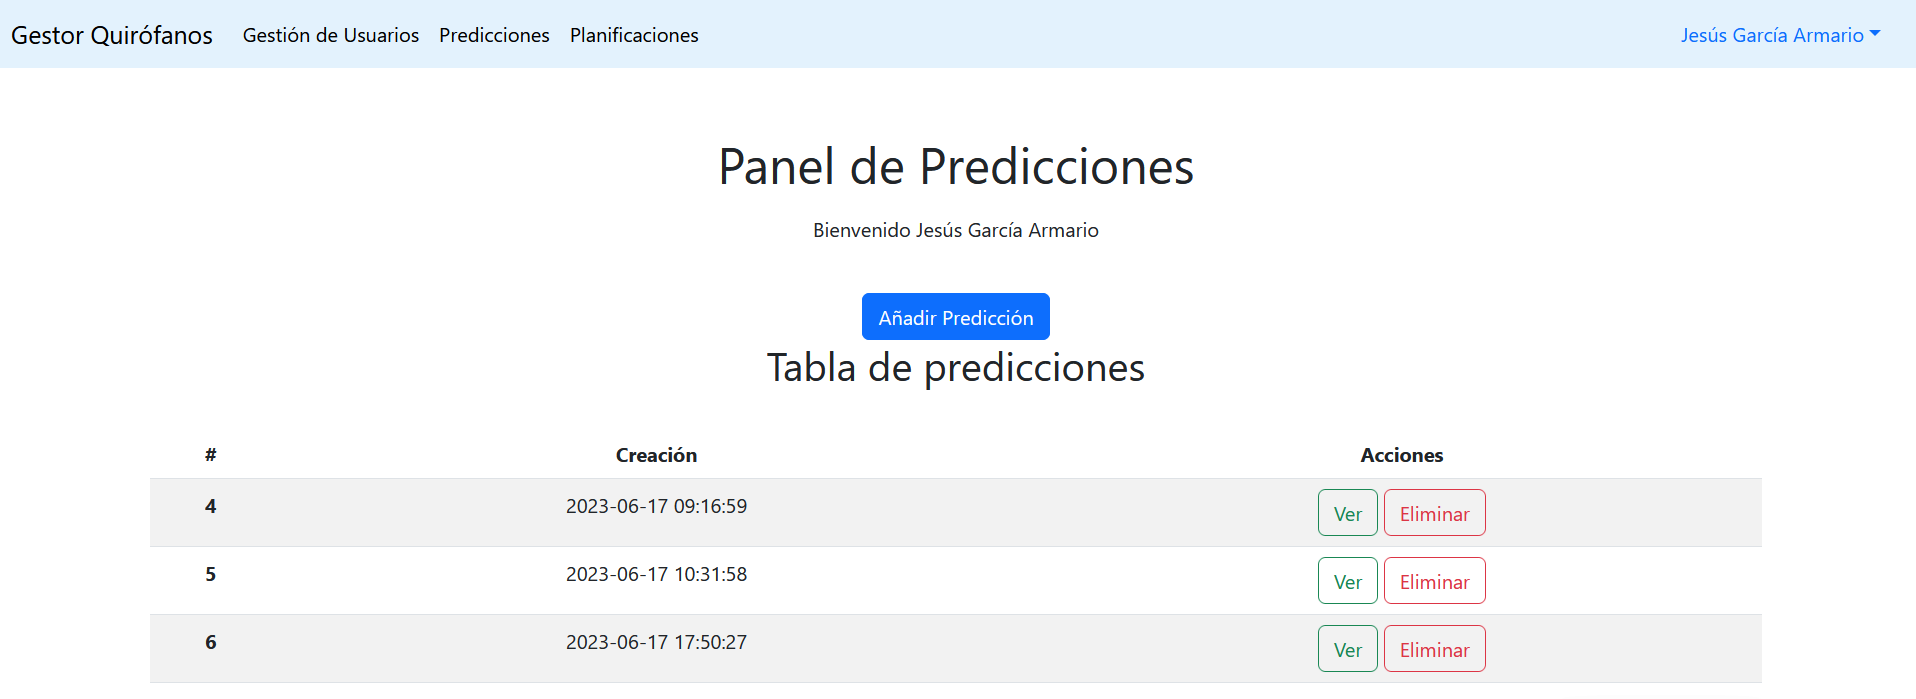 Gestor Quirófanos Gestión de Usuarios Predicciones Planificaciones Jesús García Armario
Panel de Predicciones
Bienvenido Jesús García Armario
Añadir Predicción
Tabla de predicciones
# Creación Acciones
4 2023-06-17 09:16:59 Ver Eliminar
5 2023-06-17 10:31:58 Ver Eliminar
6 2023-06-17 17:50:27 Ver Eliminar